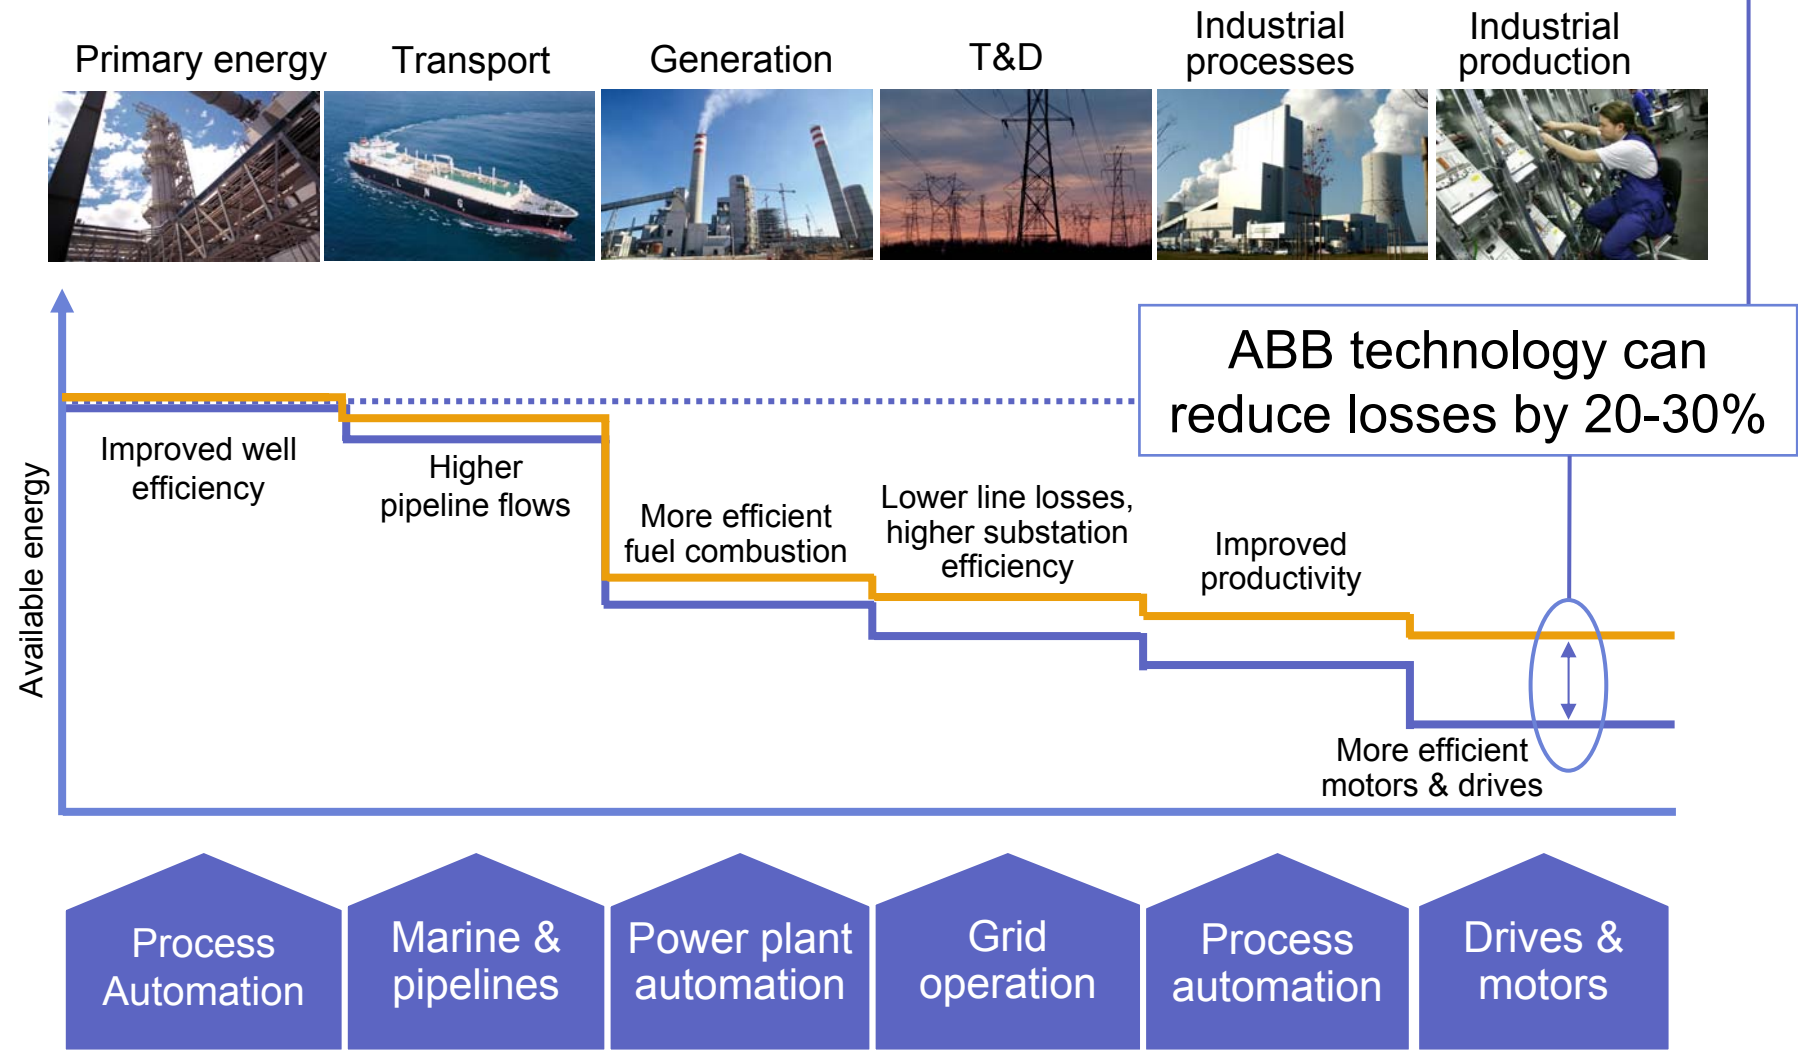 Primary energy
Transport
Generation
T&D
Industrial
processes
Industrial
production
ABB technology can
reduce losses by 20-30%
Available energy
Improved well
efficiency
Higher
pipeline flows
More efficient
fuel combustion
Lower line losses,
higher substation
efficiency
Improved
productivity
More efficient
motors & drives
Process
Automation
Marine &
pipelines
Power plant
automation
Grid
operation
Process
automation
Drives &
motors
L N G